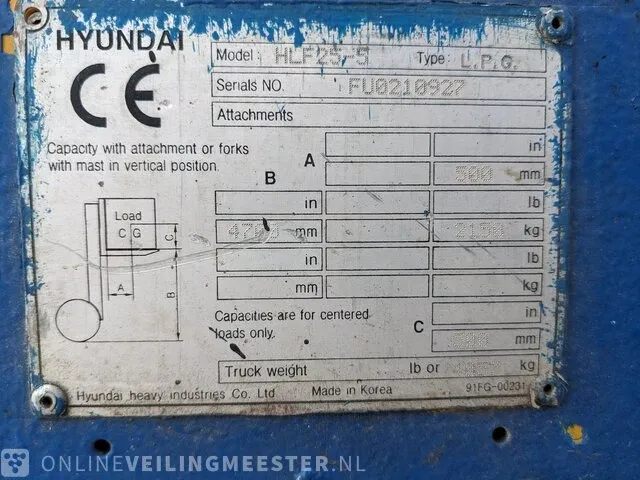 HYUNDAI
CE
Model HLF25-5 Type L.P.G.
Serials NO. FU0210927
Attachments
Capacity with attachment or forks
with mast in vertical position.
A
in
500 mm
B
in lb
mm kg
in lb
mm kg
Load
C G
A
B
C
Capacities are for centered
loads only.
C
in
mm
Truck weight lb or kg
Hyundai heavy industries Co. Ltd. Made in Korea 91FG-00231
ONLINEVEILINGMEESTER.NL